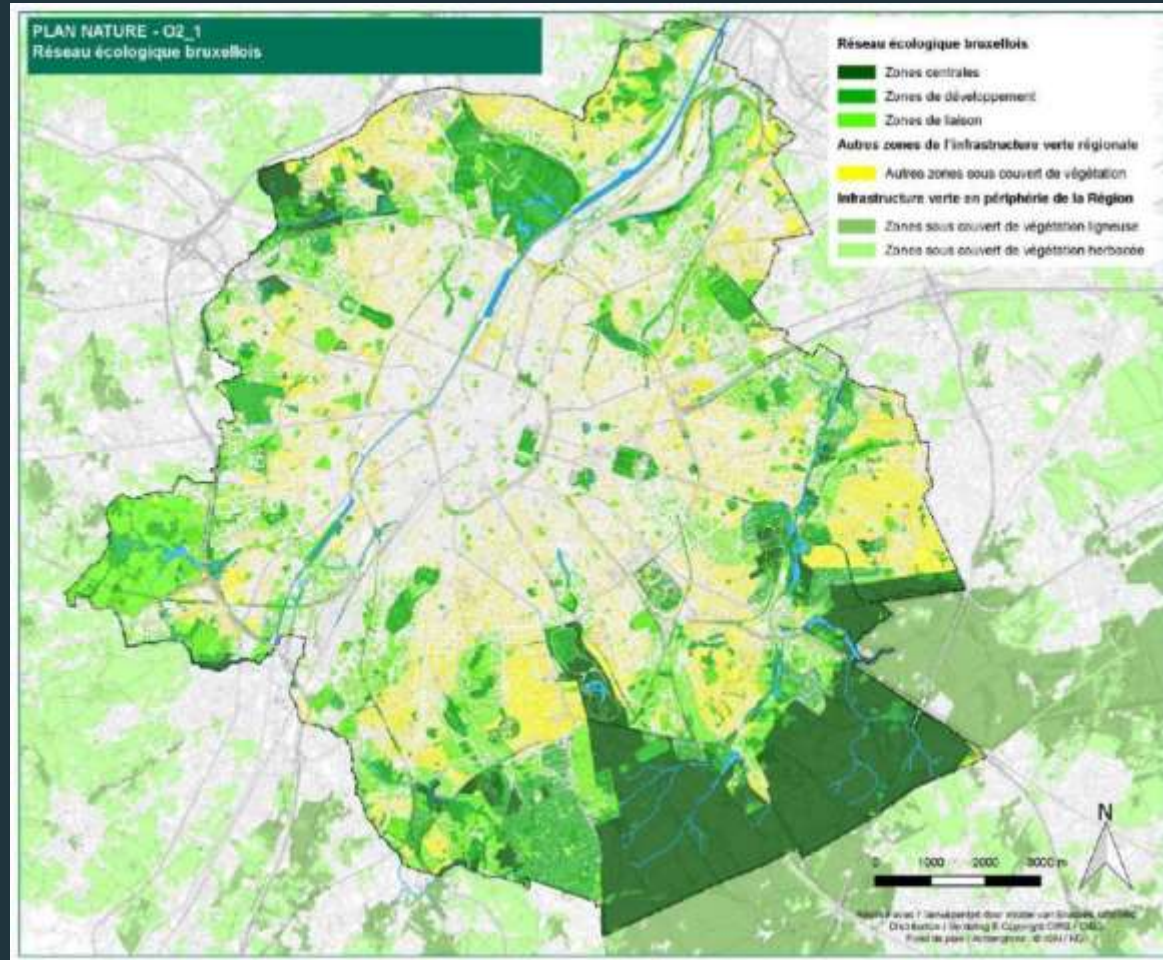 PLAN NATURE - O2_1
Réseau écologique bruxellois
Réseau écologique bruxellois
Zones centrales
Zones de développement
Zones de liaison
Autres zones de l'infrastructure verte régionale
Autres zones sous couvert de végétation
Infrastructure verte en périphérie de la Région
Zones sous couvert de végétation ligneuse
Zones sous couvert de végétation herbacée
N
0 1000 2000 3000 m